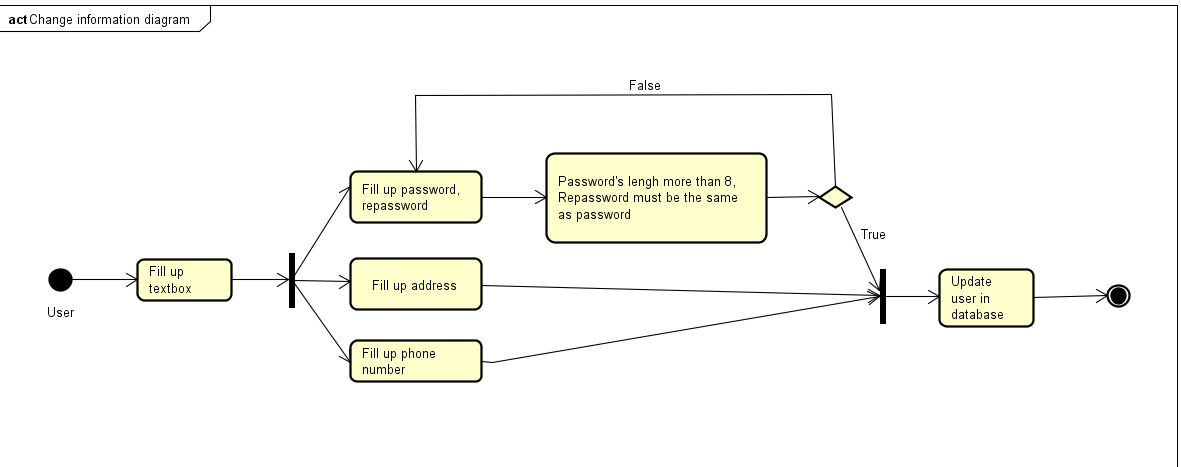 act Change information diagram
False
Fill up password,
repassword
Password's lengh more than 8,
Repassword must be the same
as password
True
Fill up
textbox
User
Fill up address
Fill up phone
number
Update
user in
database